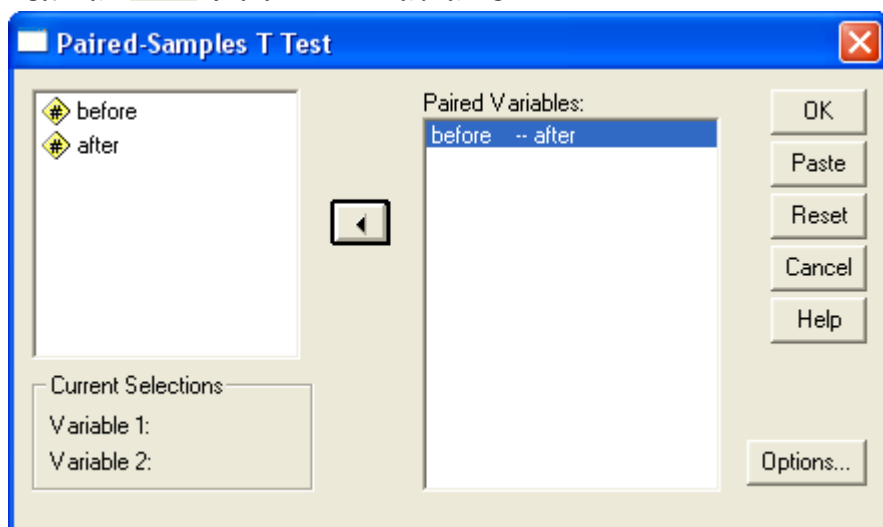 Paired-Samples T Test
before
after
Paired Variables:
before -- after
OK
Paste
Reset
Cancel
Help
Current Selections
Variable 1:
Variable 2:
Options...